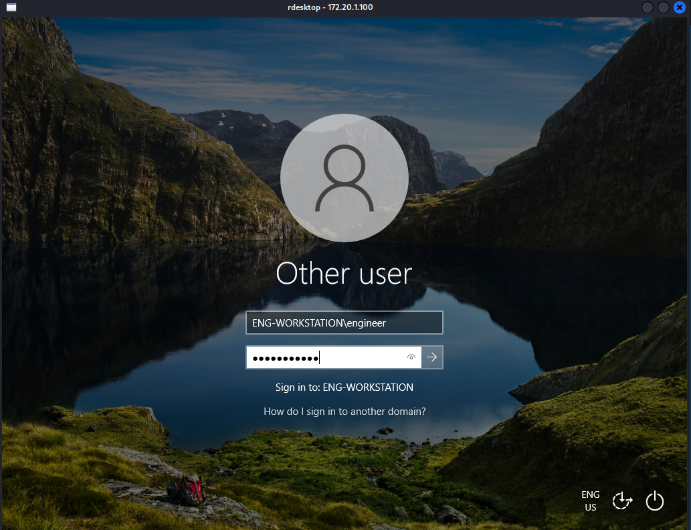 rdesktop - 172.20.1.100
Other user
ENG-WORKSTATION\engineer
Sign in to: ENG-WORKSTATION
How do I sign in to another domain?
ENG
US